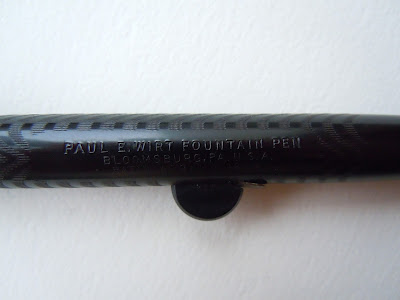 PAUL E. WIRT FOUNTAIN PEN
BLOOMSBURG, PA. U.S.A.